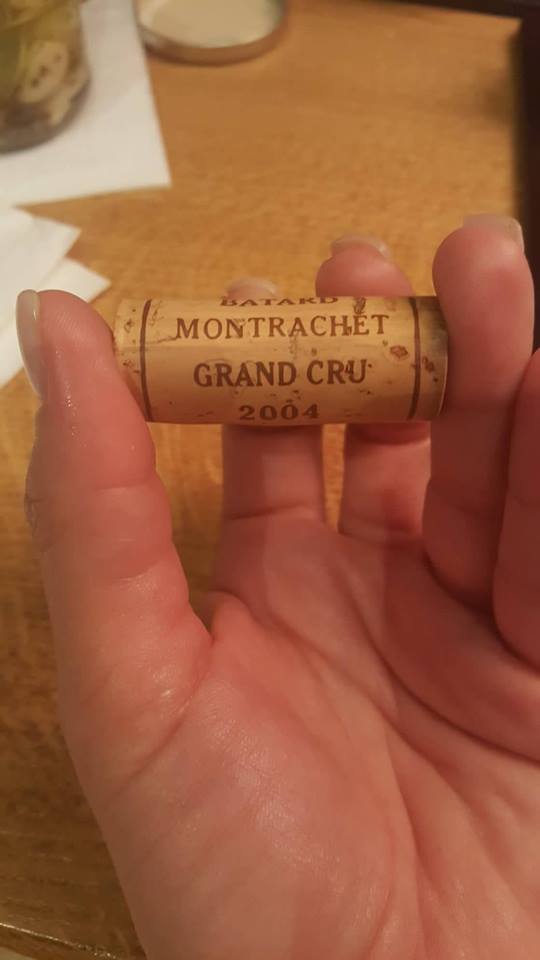 BATARD
MONTRACHET
GRAND CRU
2004